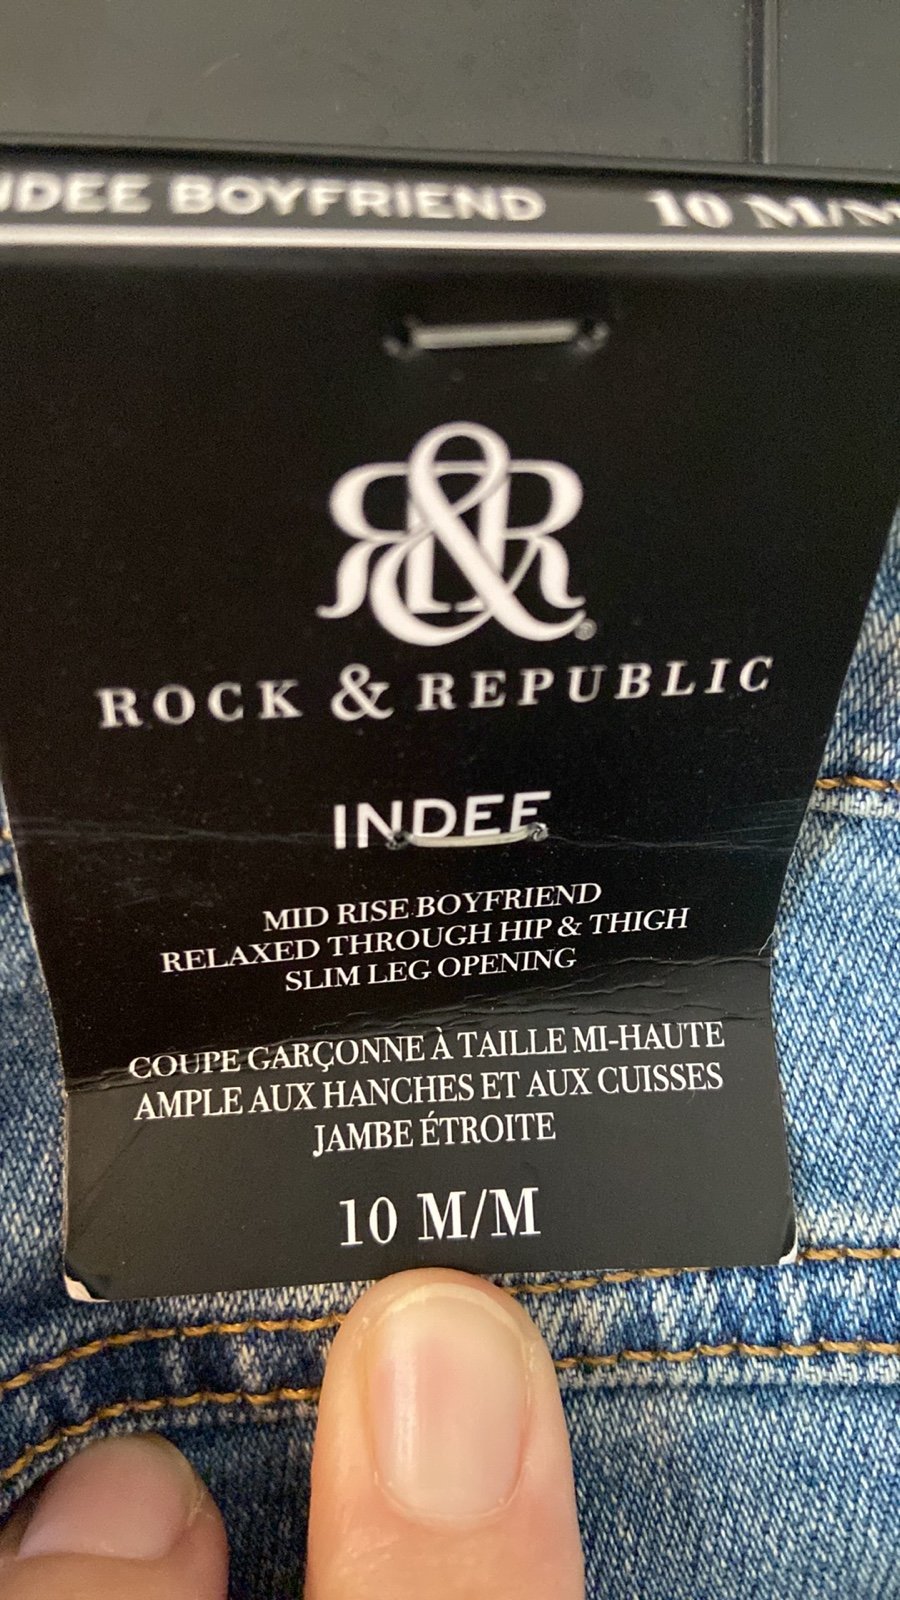 INDEE BOYFRIEND 10 M/M
R&R®
ROCK & REPUBLIC
INDEE
MID RISE BOYFRIEND
RELAXED THROUGH HIP & THIGH
SLIM LEG OPENING
COUPE GARÇONNE À TAILLE MI-HAUTE
AMPLE AUX HANCHES ET AUX CUISSES
JAMBE ÉTROITE
10 M/M